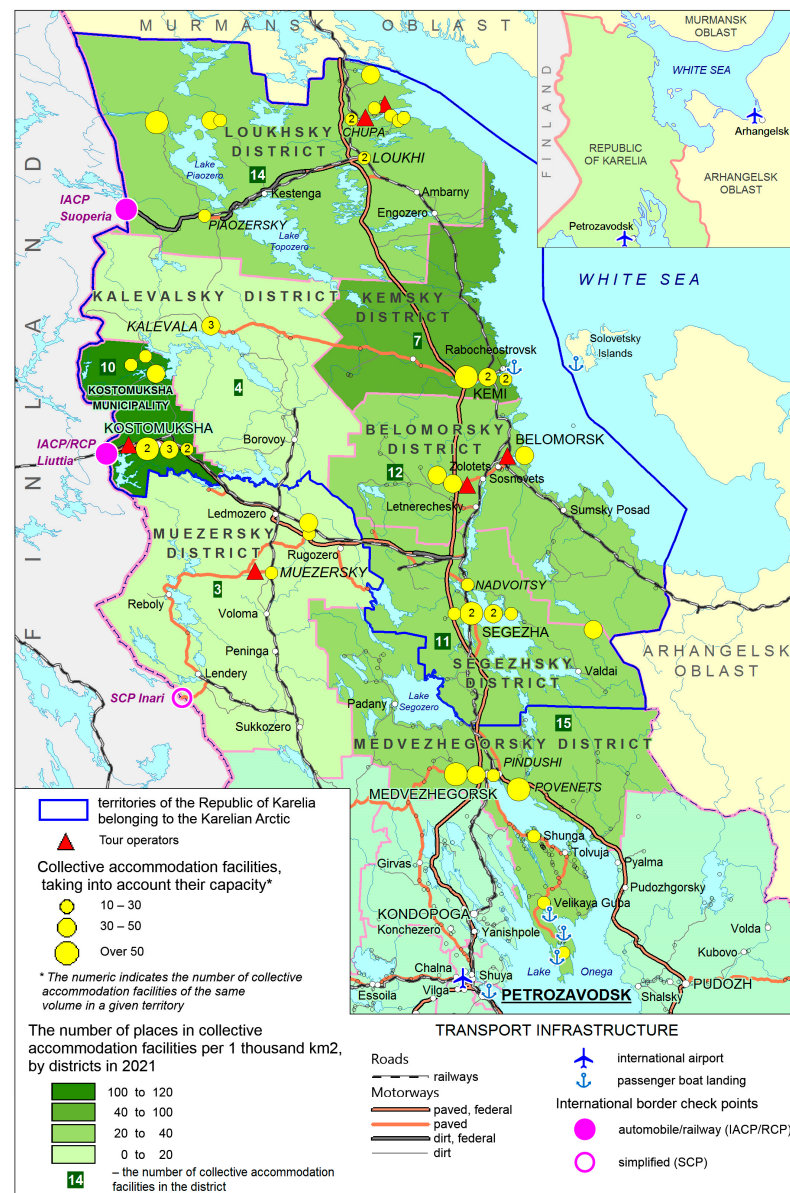 MURMANSK OBLAST
MURMANSK
OBLAST
WHITE SEA
FINLAND
Arhangelsk
REPUBLIC
OF KARELIA
ARHANGELSK
OBLAST
Petrozavodsk
2
CHUPA
LOUKHSKY
DISTRICT
2
LOUKHI
Lake
Piaozero
14
Kestenga
Ambarny
IACP
Suoperia
Engozero
PIAOZERSKY
Lake
Topozero
FINLAND
WHITE SEA
KALEVALSKY DISTRICT
KEMSKY
DISTRICT
KALEVALA
3
7
Rabocheostrovsk
Solovetsky
Islands
10
KOSTOMUKSHA
MUNICIPALITY
4
2
2
KEMI
KOSTOMUKSHA
BELOMORSKY
DISTRICT
BELOMORSK
IACP/RCP
Liuttia
2
3
2
Borovoy
12
Zolotets
Sosnovets
Letnerechesky
Sumsky Posad
Ledmozero
MUEZERSKY
DISTRICT
Rugozero
MUEZERSKY
NADVOITSY
3
Reboly
Voloma
2
2
SEGEZHA
11
Peninga
SEGEZHSKY
DISTRICT
Valdai
ARHANGELSK
OBLAST
Lendery
SCP Inari
Padany
Lake
Segozero
Sukkozero
15
MEDVEZHEGORSKY DISTRICT
PINDUSHI
MEDVEZHEGORSK
POVENETS
Shunga
Tolvuja
Girvas
Pyalma
Pudozhgorsky
Velikaya Guba
KONDOPOGA
Konchezero
Yanishpole
Volda
Kubovo
Chalna
Shuya
Lake Onega
Essoila
Vilga
PETROZAVODSK
Shalsky
PUDOZH
territories of the Republic of Karelia
belonging to the Karelian Arctic
Tour operators
Collective accommodation facilities,
taking into account their capacity*
10 – 30
30 – 50
Over 50
* The numeric indicates the number of collective
accommodation facilities of the same
volume in a given territory
The number of places in collective
accommodation facilities per 1 thousand km2,
by districts in 2021
100 to 120
40 to 100
20 to 40
0 to 20
14
– the number of collective accommodation
facilities in the district
TRANSPORT INFRASTRUCTURE
Roads
railways
Motorways
paved, federal
paved
dirt, federal
dirt
international airport
passenger boat landing
International border check points
automobile/railway (IACP/RCP)
simplified (SCP)